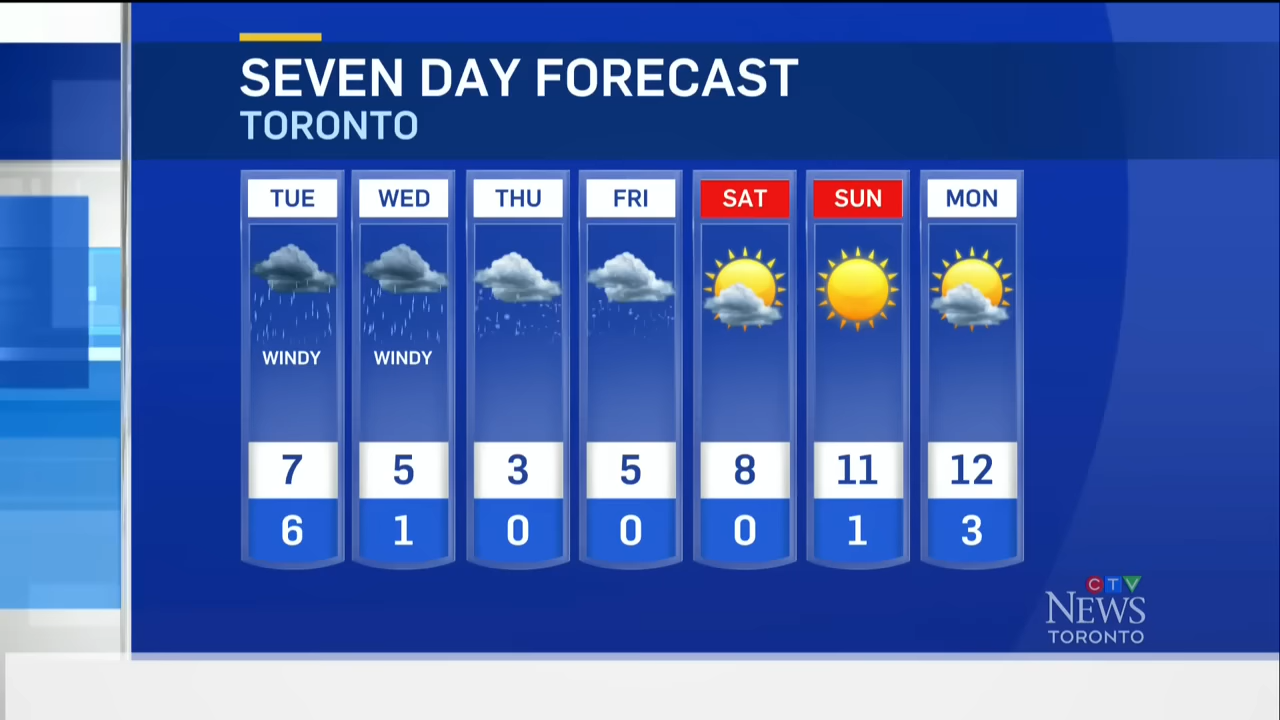 SEVEN DAY FORECAST
TORONTO
TUE WED THU FRI SAT SUN MON
WINDY WINDY
7 5 3 5 8 11 12
6 1 0 0 0 1 3
CTV
NEWS
TORONTO